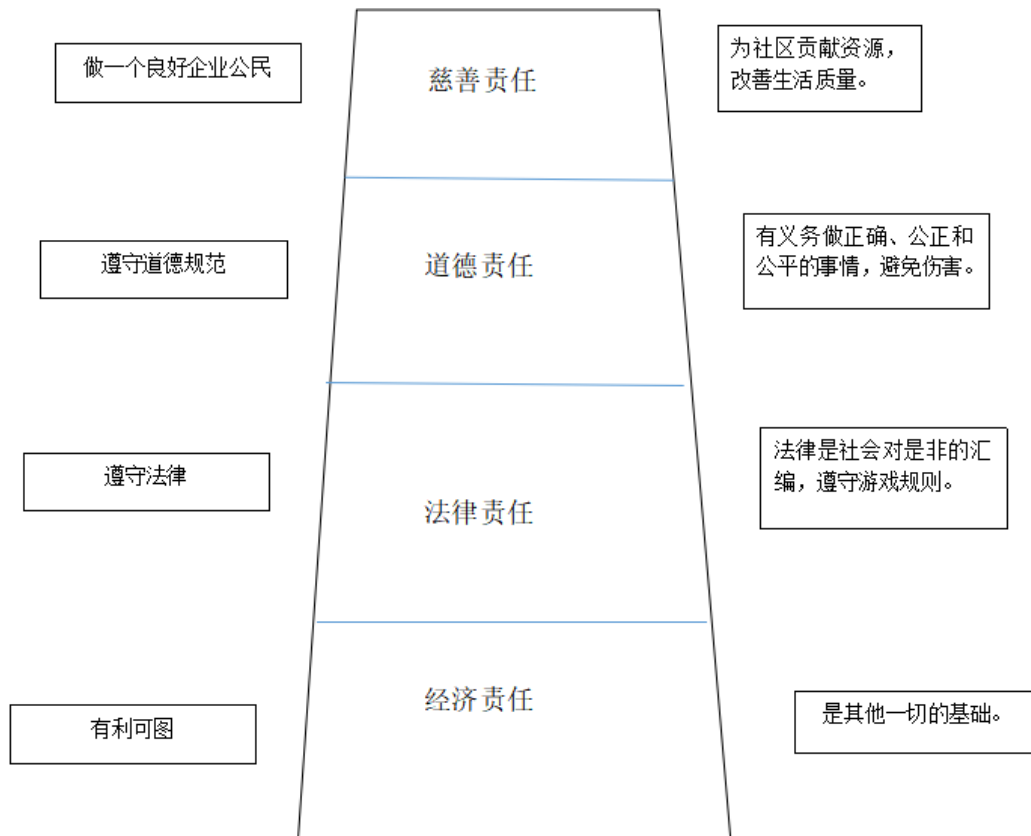 做一个良好企业公民
慈善责任
为社区贡献资源，
改善生活质量。
遵守道德规范
道德责任
有义务做正确、公正和
公平的事情，避免伤害。
遵守法律
法律责任
法律是社会对是非的汇
编，遵守游戏规则。
有利可图
经济责任
是其他一切的基础。